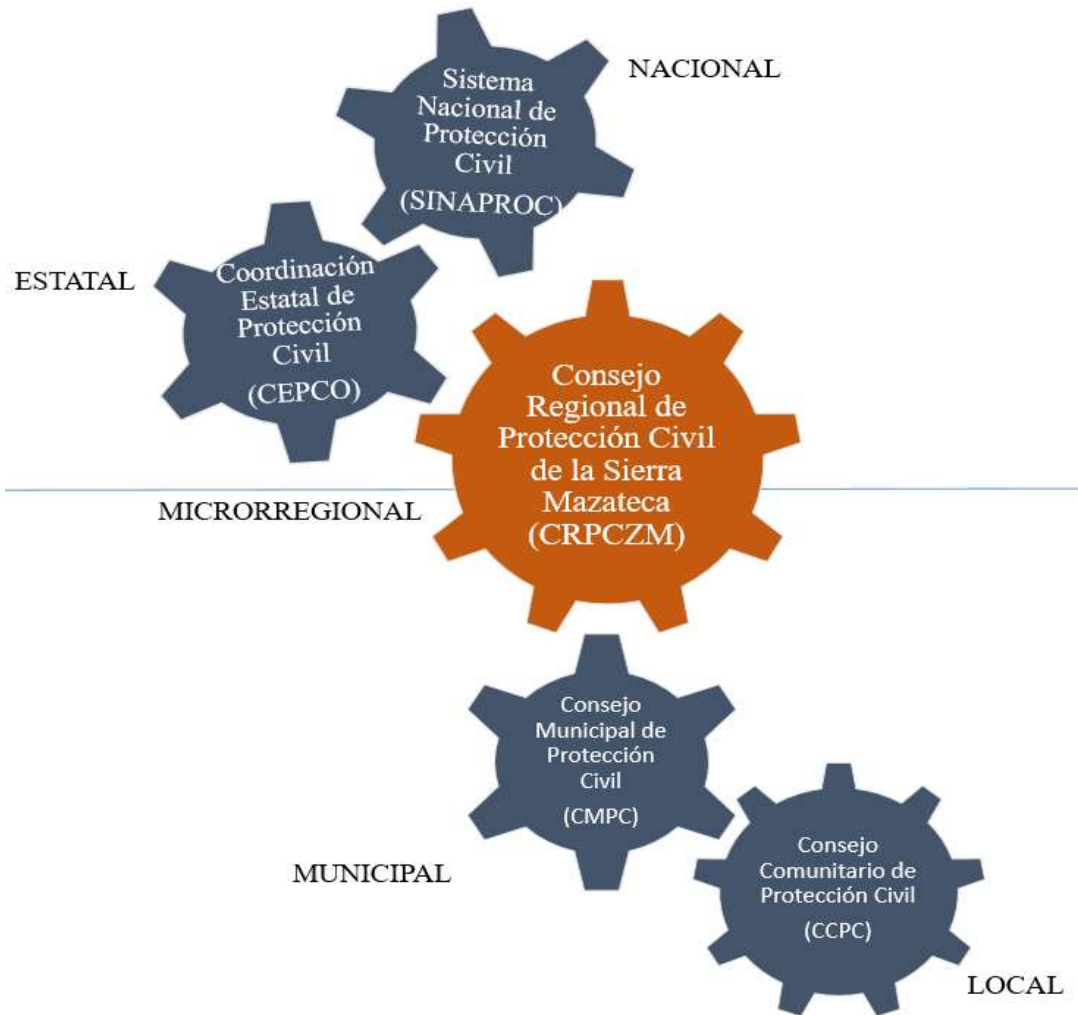 NACIONAL
Sistema
Nacional de
Protección
Civil
(SINAPROC)
ESTATAL
Coordinación
Estatal de
Protección
Civil
(CEPCO)
Consejo
Regional de
Protección Civil
de la Sierra
Mazateca
(CRPCZM)
MICRORREGIONAL
Consejo
Municipal de
Protección
Civil
(CMPC)
MUNICIPAL
Consejo
Comunitario de
Protección Civil
(CCPC)
LOCAL